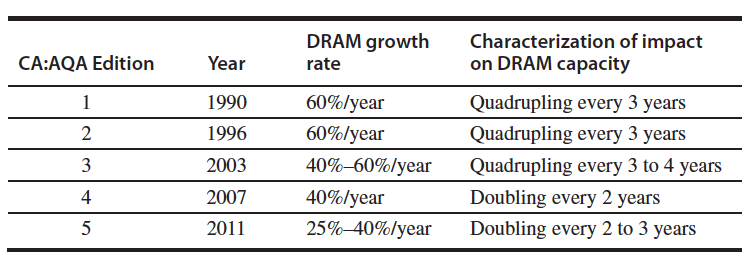 CA:AQA Edition Year DRAM growth rate Characterization of impact on DRAM capacity
1 1990 60%/year Quadrupling every 3 years
2 1996 60%/year Quadrupling every 3 years
3 2003 40%–60%/year Quadrupling every 3 to 4 years
4 2007 40%/year Doubling every 2 years
5 2011 25%–40%/year Doubling every 2 to 3 years